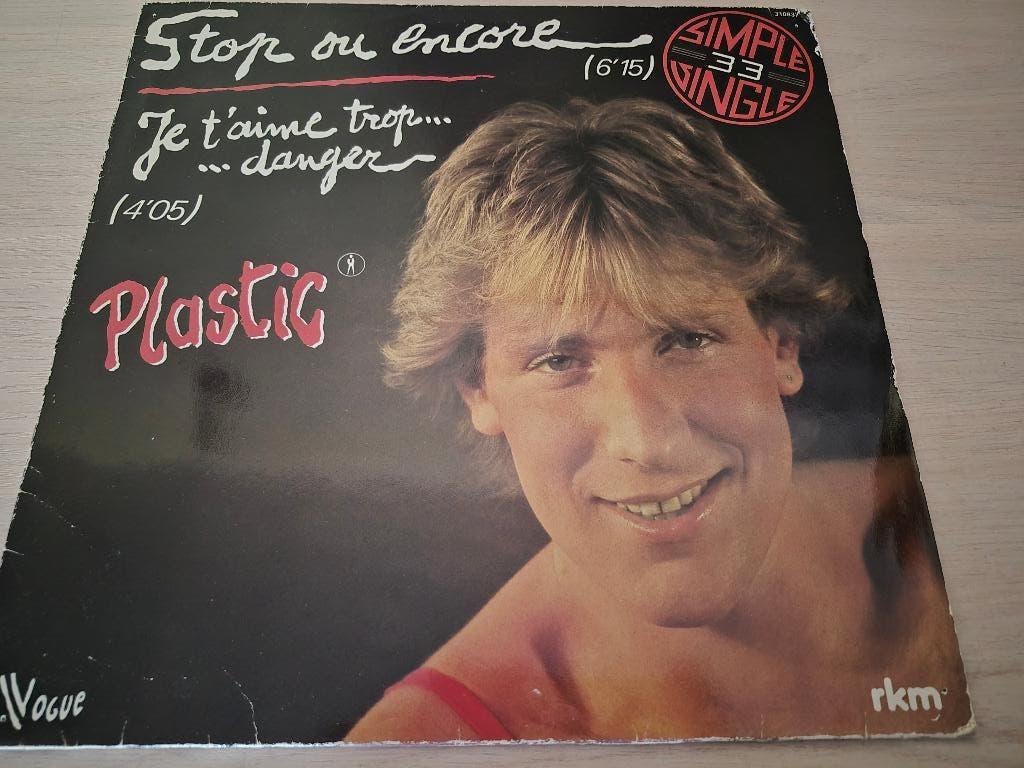 Stop ou encore
(6'15)
SIMPLE
33
SINGLE
Je t'aime trop...
... danger
(4'05)
Plastic
VOGUE
rkm